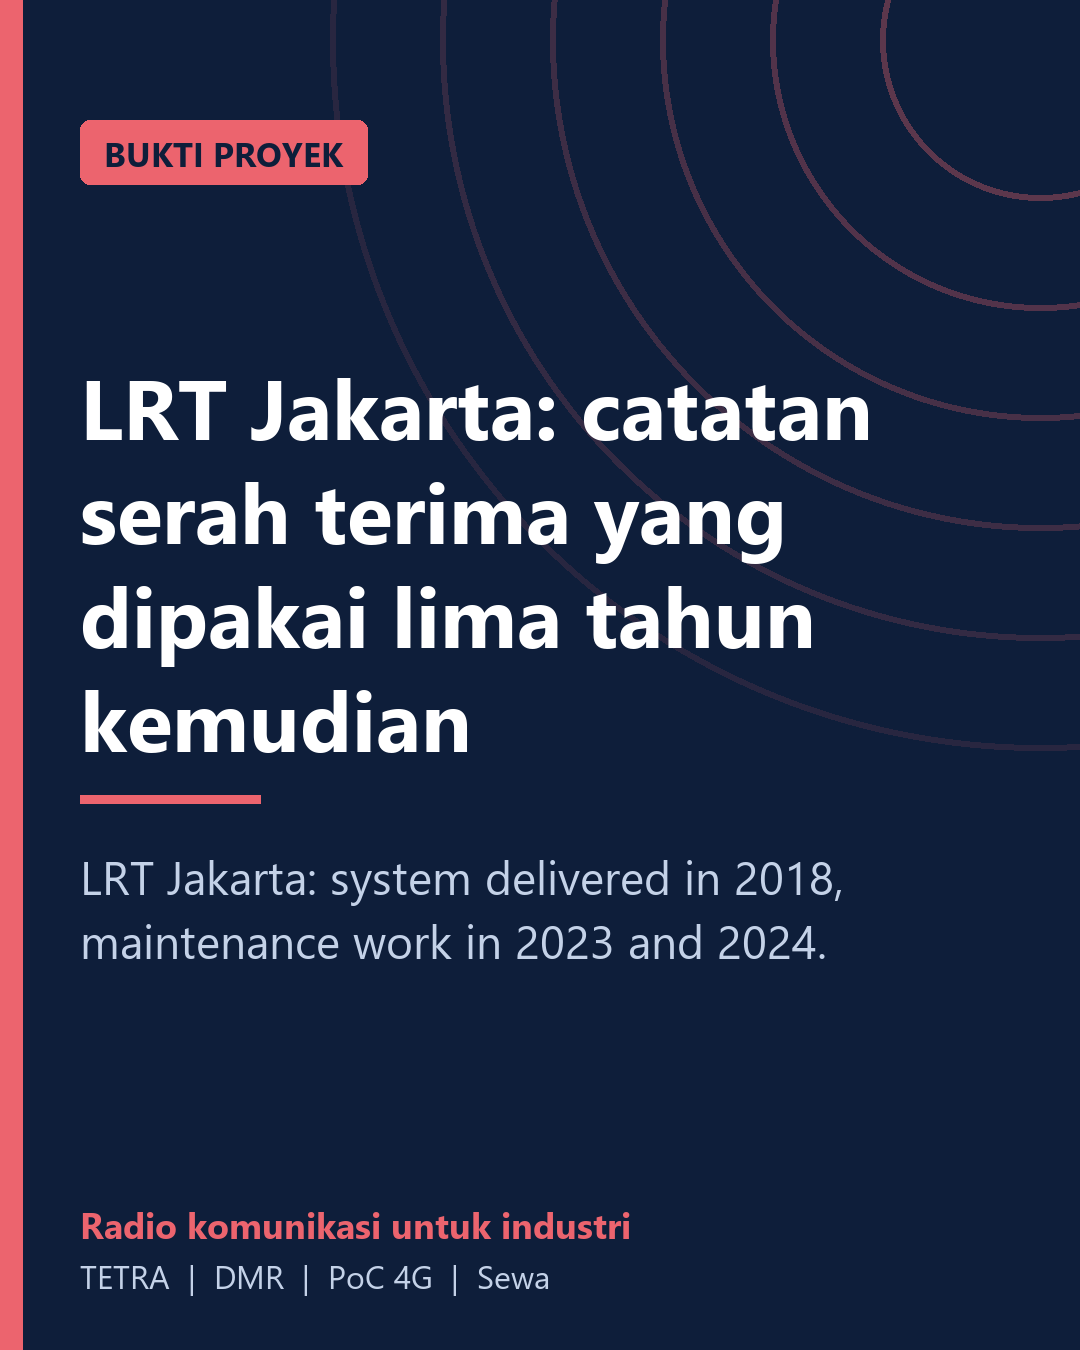 BUKTI PROYEK
LRT Jakarta: catatan
serah terima yang
dipakai lima tahun
kemudian
LRT Jakarta: system delivered in 2018,
maintenance work in 2023 and 2024.
Radio komunikasi untuk industri
TETRA | DMR | PoC 4G | Sewa